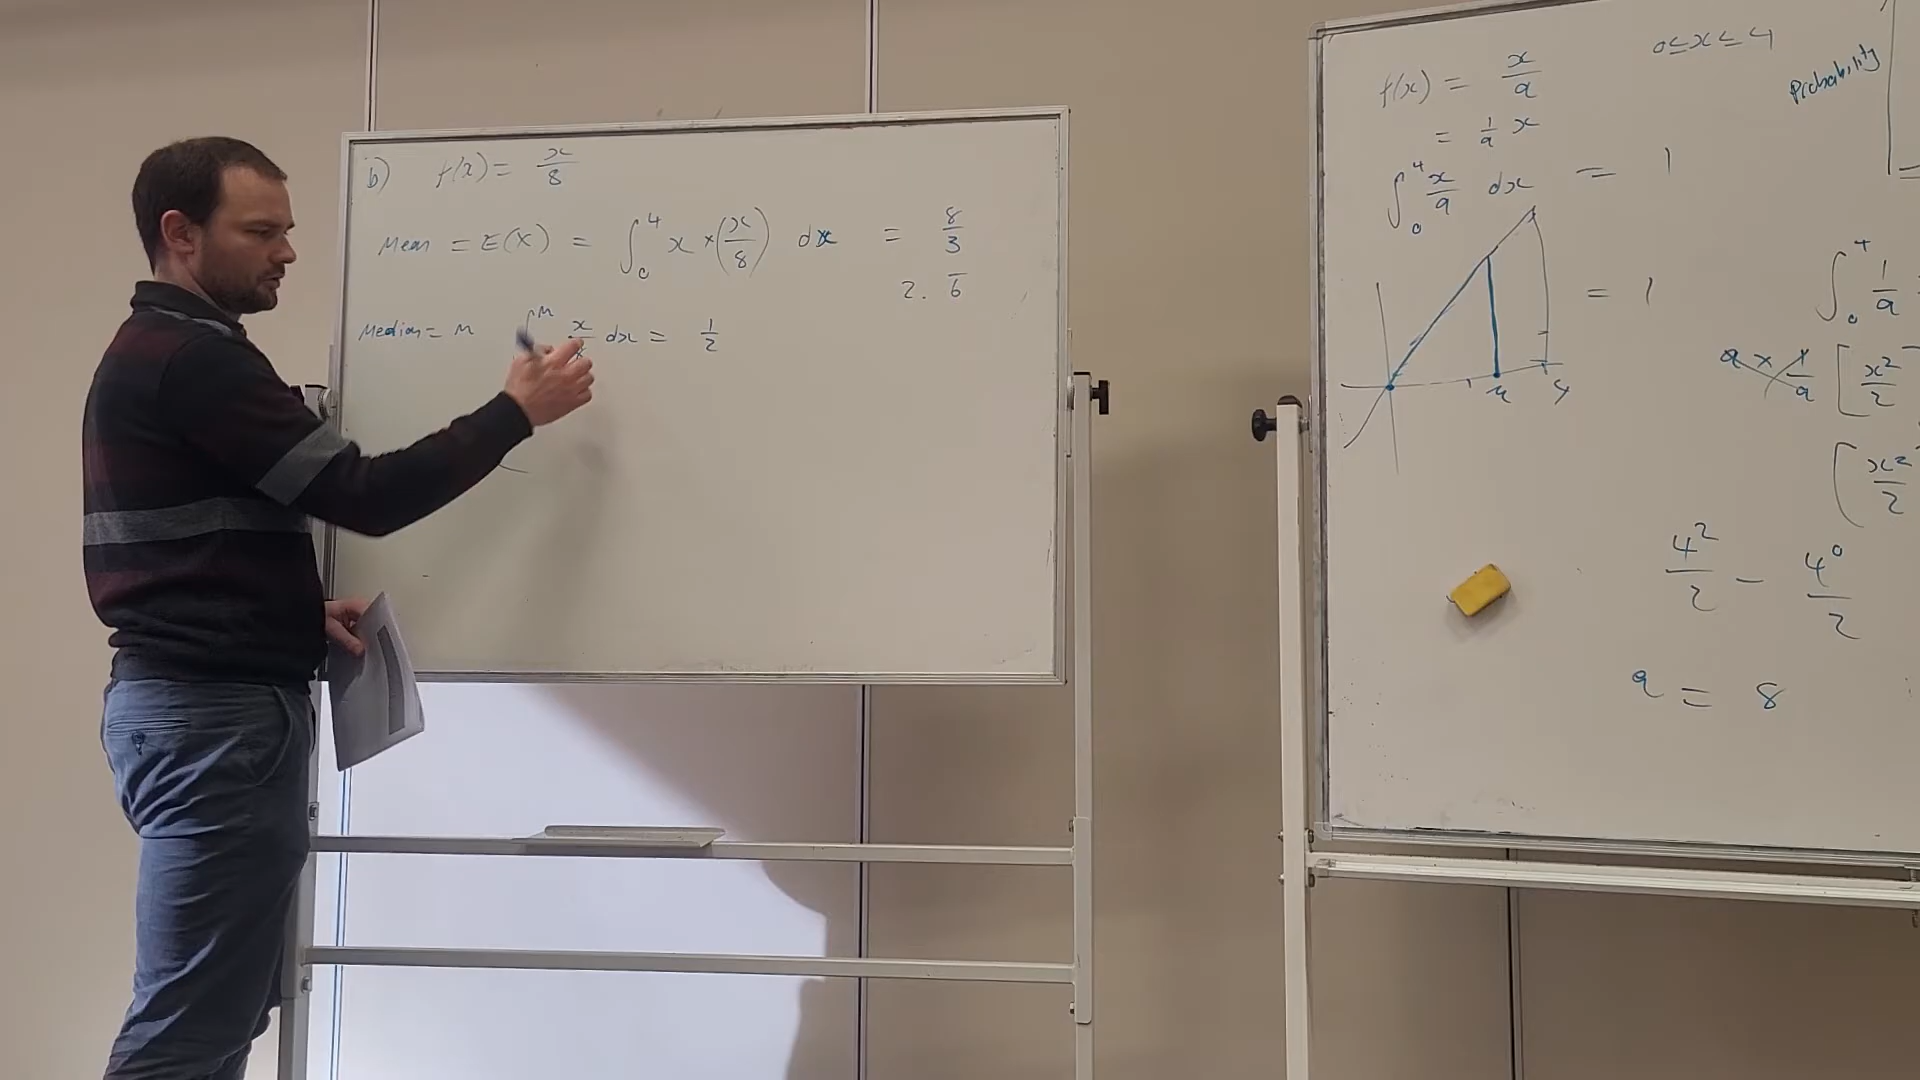 b) f(x) = x/8
Mean = E(X) = ∫₀⁴ x × (x/8) dx = 8/3
2.6̅
Median = m ∫ᵐ x/8 dx = 1/2
f(x) = x/a 0 ≤ x ≤ 4
= 1/a x
Probability
∫₀⁴ x/a dx = 1
= 1
∫₀⁴ 1/a
a × 1/a [x²/2
m 4
(x²/2
4²/2 - 4⁰/2
a = 8